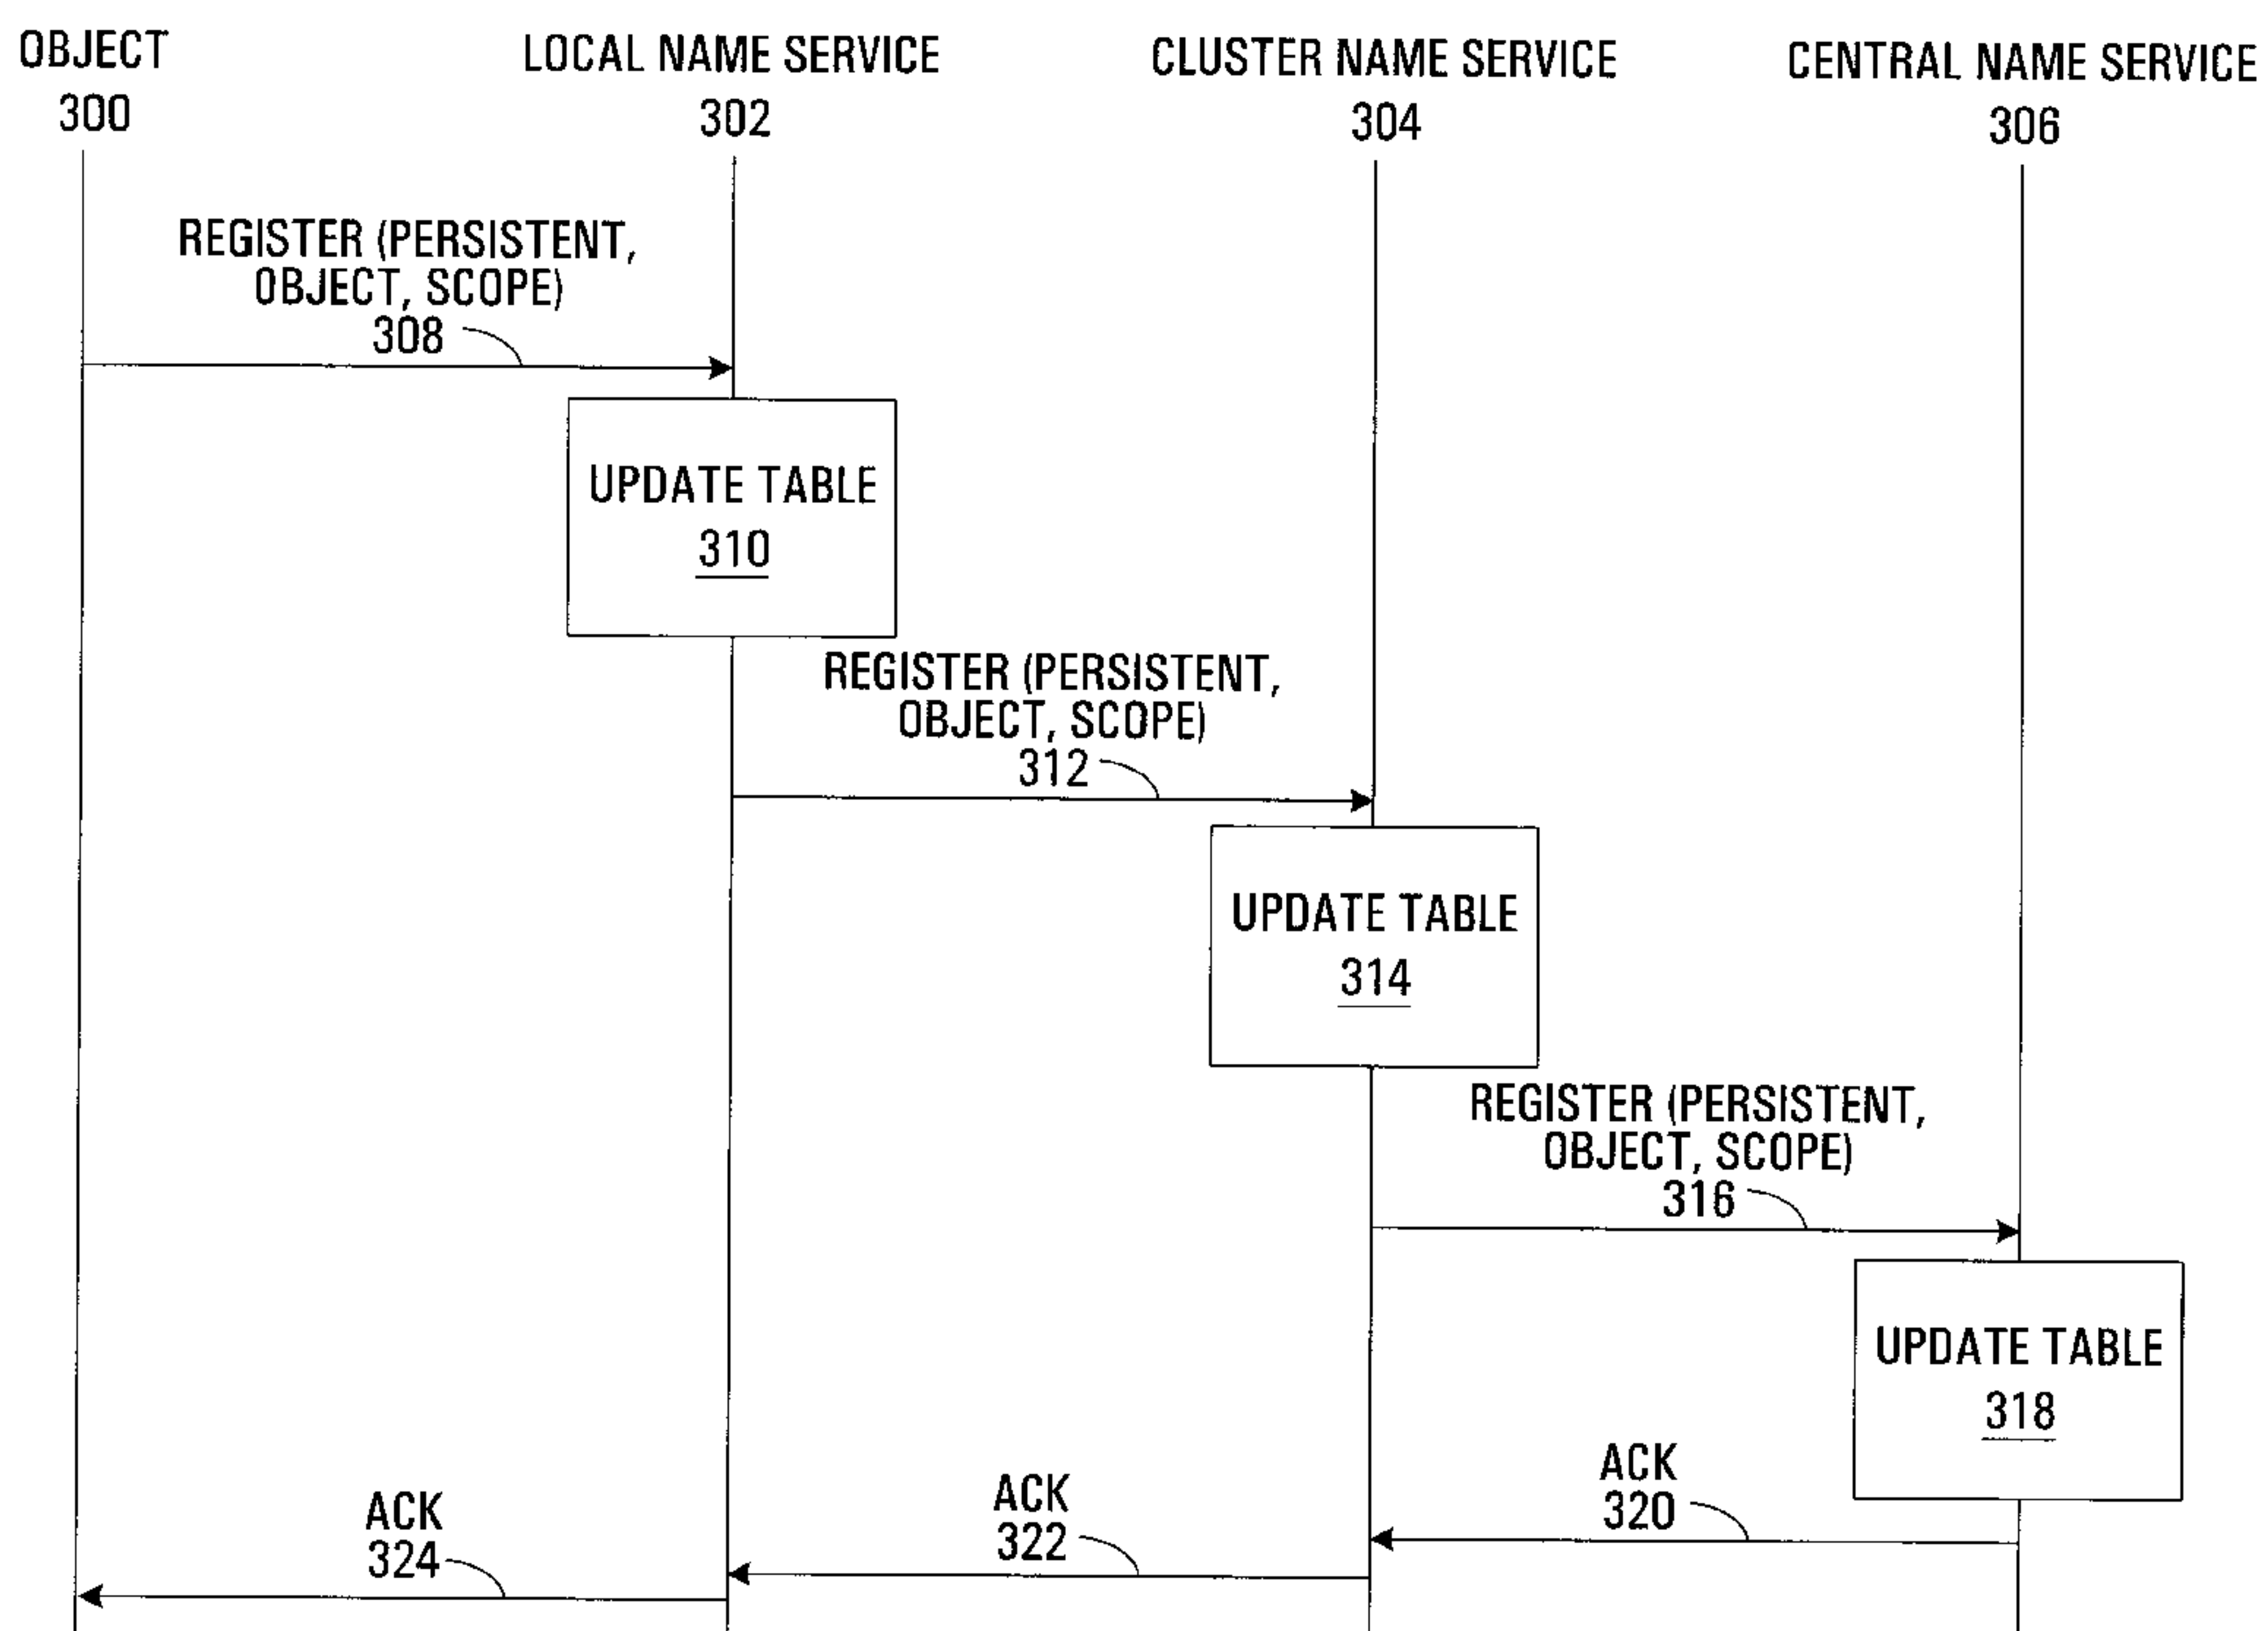 OBJECT
300
LOCAL NAME SERVICE
302
CLUSTER NAME SERVICE
304
CENTRAL NAME SERVICE
306
REGISTER (PERSISTENT,
OBJECT, SCOPE)
308
UPDATE TABLE
310
REGISTER (PERSISTENT,
OBJECT, SCOPE)
312
UPDATE TABLE
314
REGISTER (PERSISTENT,
OBJECT, SCOPE)
316
UPDATE TABLE
318
ACK
320
ACK
322
ACK
324